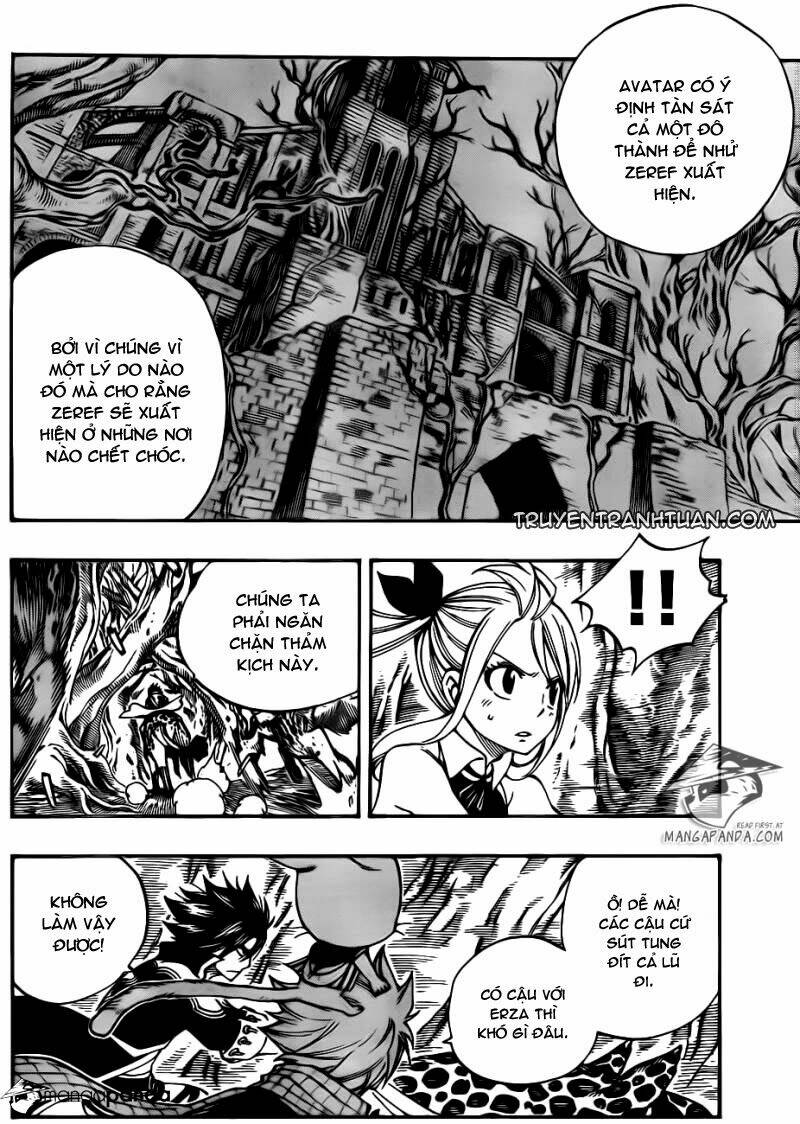 AVATAR CÓ Ý
ĐỊNH TÀN SÁT
CẢ MỘT ĐÔ
THÀNH ĐỂ NHỬ
ZEREF XUẤT
HIỆN.
BỞI VÌ CHÚNG VÌ
MỘT LÝ DO NÀO
ĐÓ MÀ CHO RẰNG
ZEREF SẼ XUẤT
HIỆN Ở NHỮNG NƠI
NÀO CHẾT CHÓC.
TRUYENTRANHTUAN.COM
!!
CHÚNG TA
PHẢI NGĂN
CHẶN THẢM
KỊCH NÀY.
READ FIRST AT
MANGAPANDA.COM
Ồ! DỄ MÀ!
CÁC CẬU CỨ
SÚT TUNG
ĐÍT CẢ LŨ
ĐI.
CÓ CẬU VỚI
ERZA THÌ
KHÓ GÌ ĐÂU.
KHÔNG
LÀM VẬY
ĐƯỢC!
mangapanda